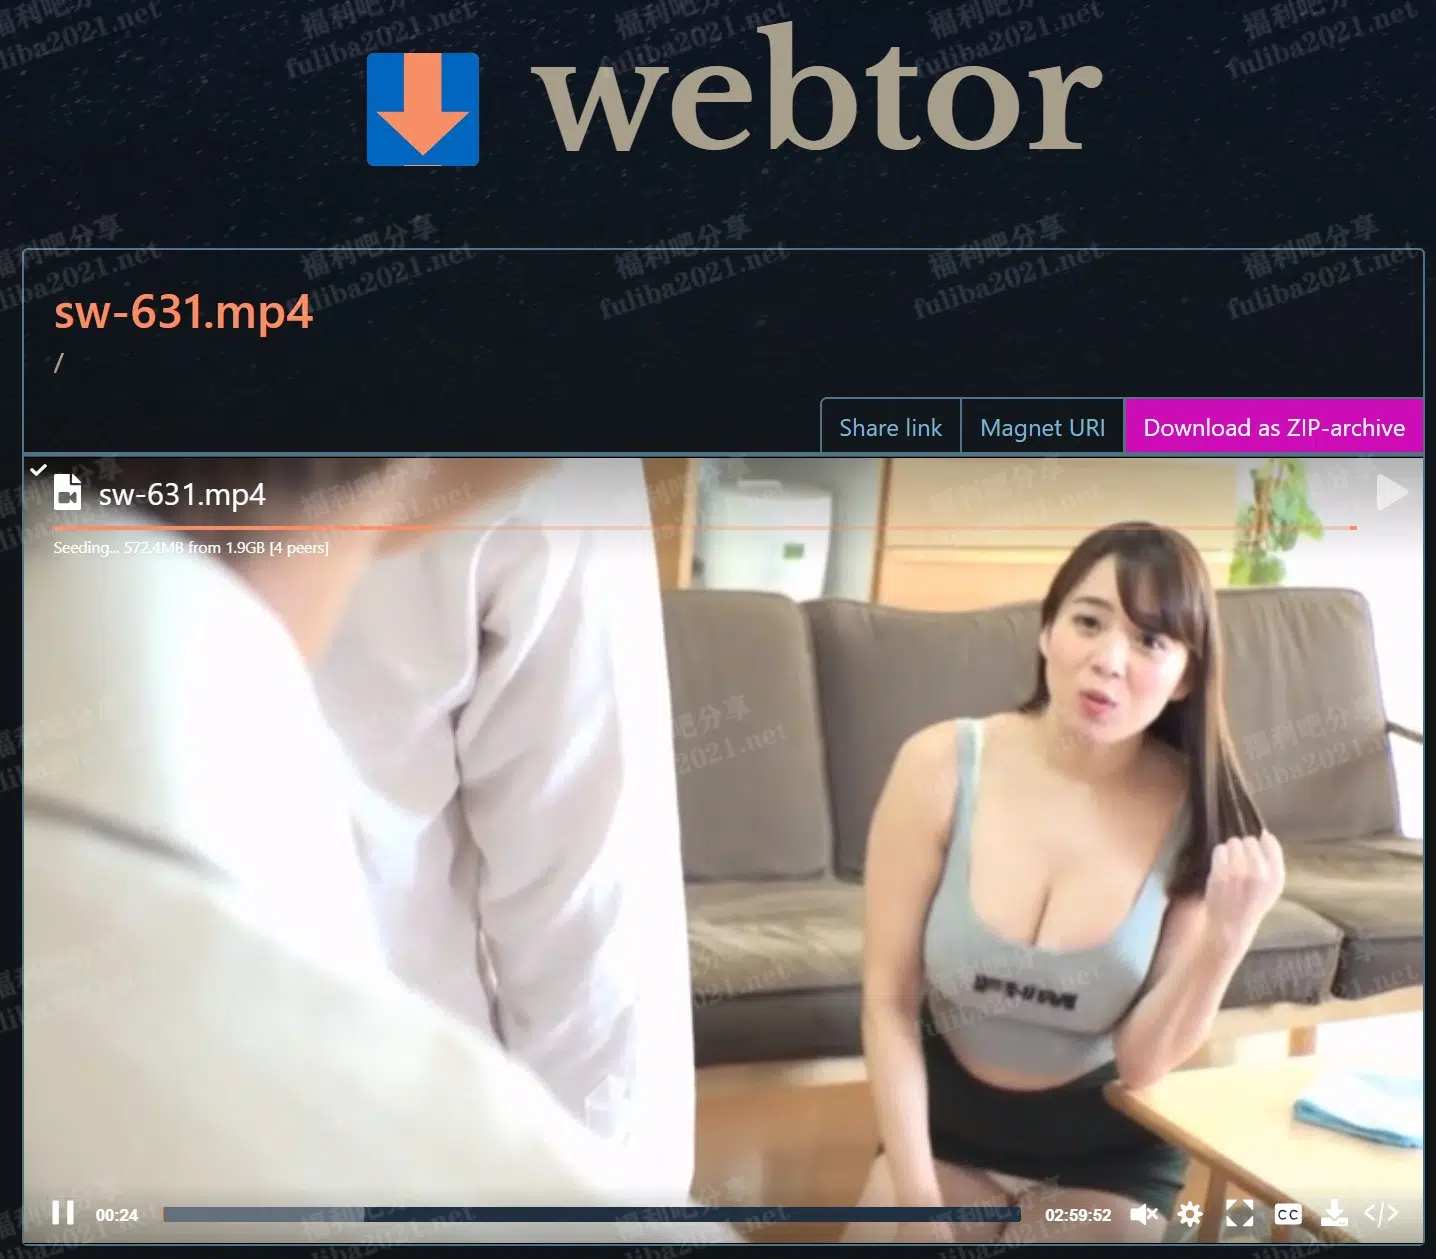 webtor
sw-631.mp4
/
Share link
Magnet URI
Download as ZIP-archive
sw-631.mp4
Seeding... 572.4MB from 1.9GB [4 peers]
00:24
02:59:52
CC
</>
福利吧分享
fuliba2021.net